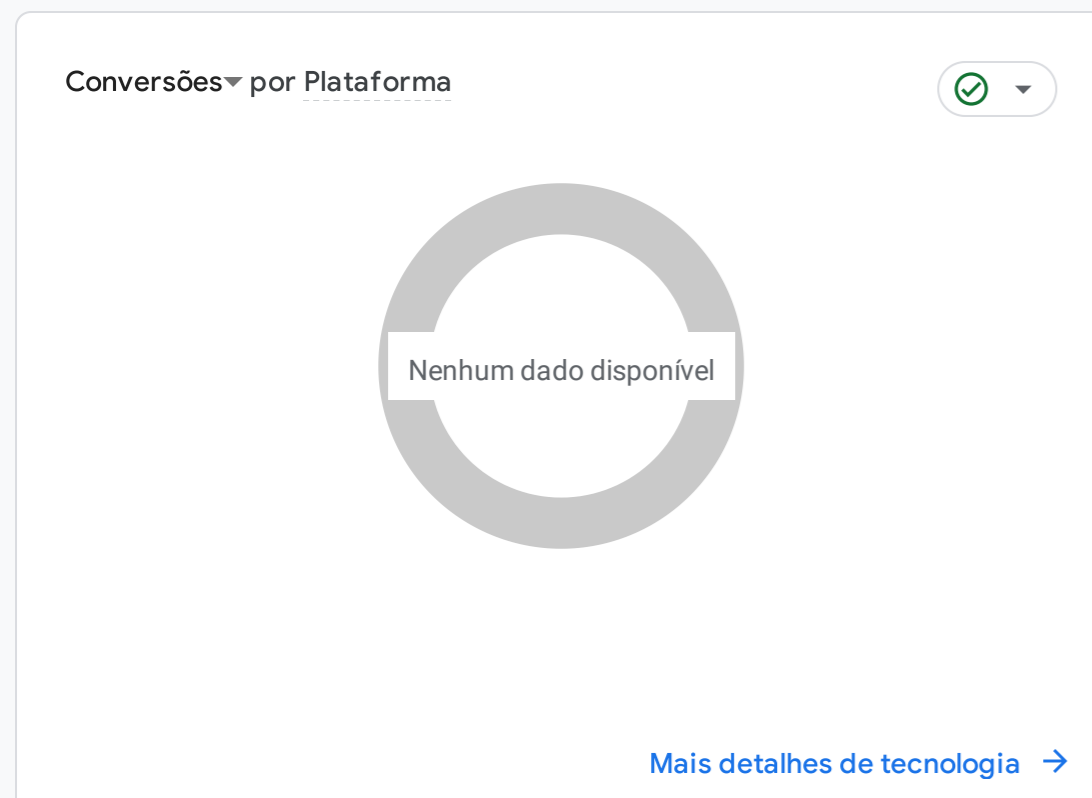 Conversões por Plataforma
Nenhum dado disponível
Mais detalhes de tecnologia